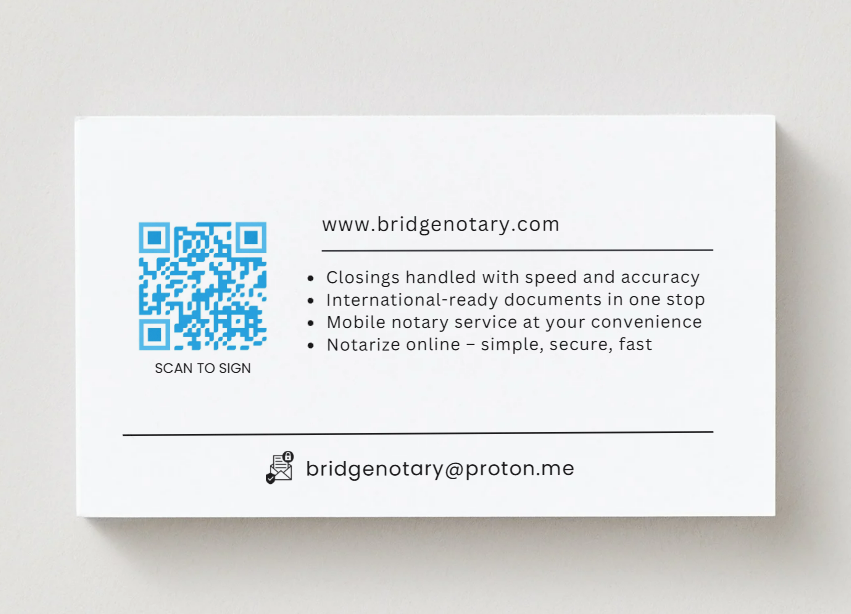 www.bridgenotary.com
• Closings handled with speed and accuracy
• International-ready documents in one stop
• Mobile notary service at your convenience
• Notarize online – simple, secure, fast
SCAN TO SIGN
bridgenotary@proton.me